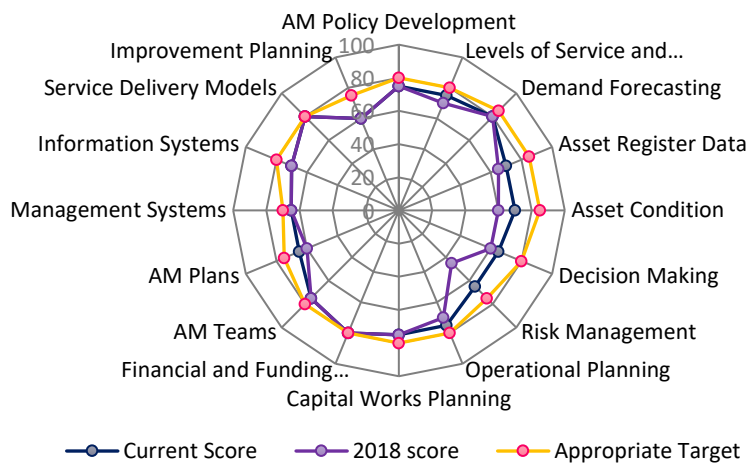 AM Policy Development
Improvement Planning
Levels of Service and...
Service Delivery Models
Demand Forecasting
Information Systems
Asset Register Data
Management Systems
Asset Condition
AM Plans
Decision Making
AM Teams
Risk Management
Financial and Funding...
Operational Planning
Capital Works Planning
100
80
60
40
20
0
Current Score
2018 score
Appropriate Target